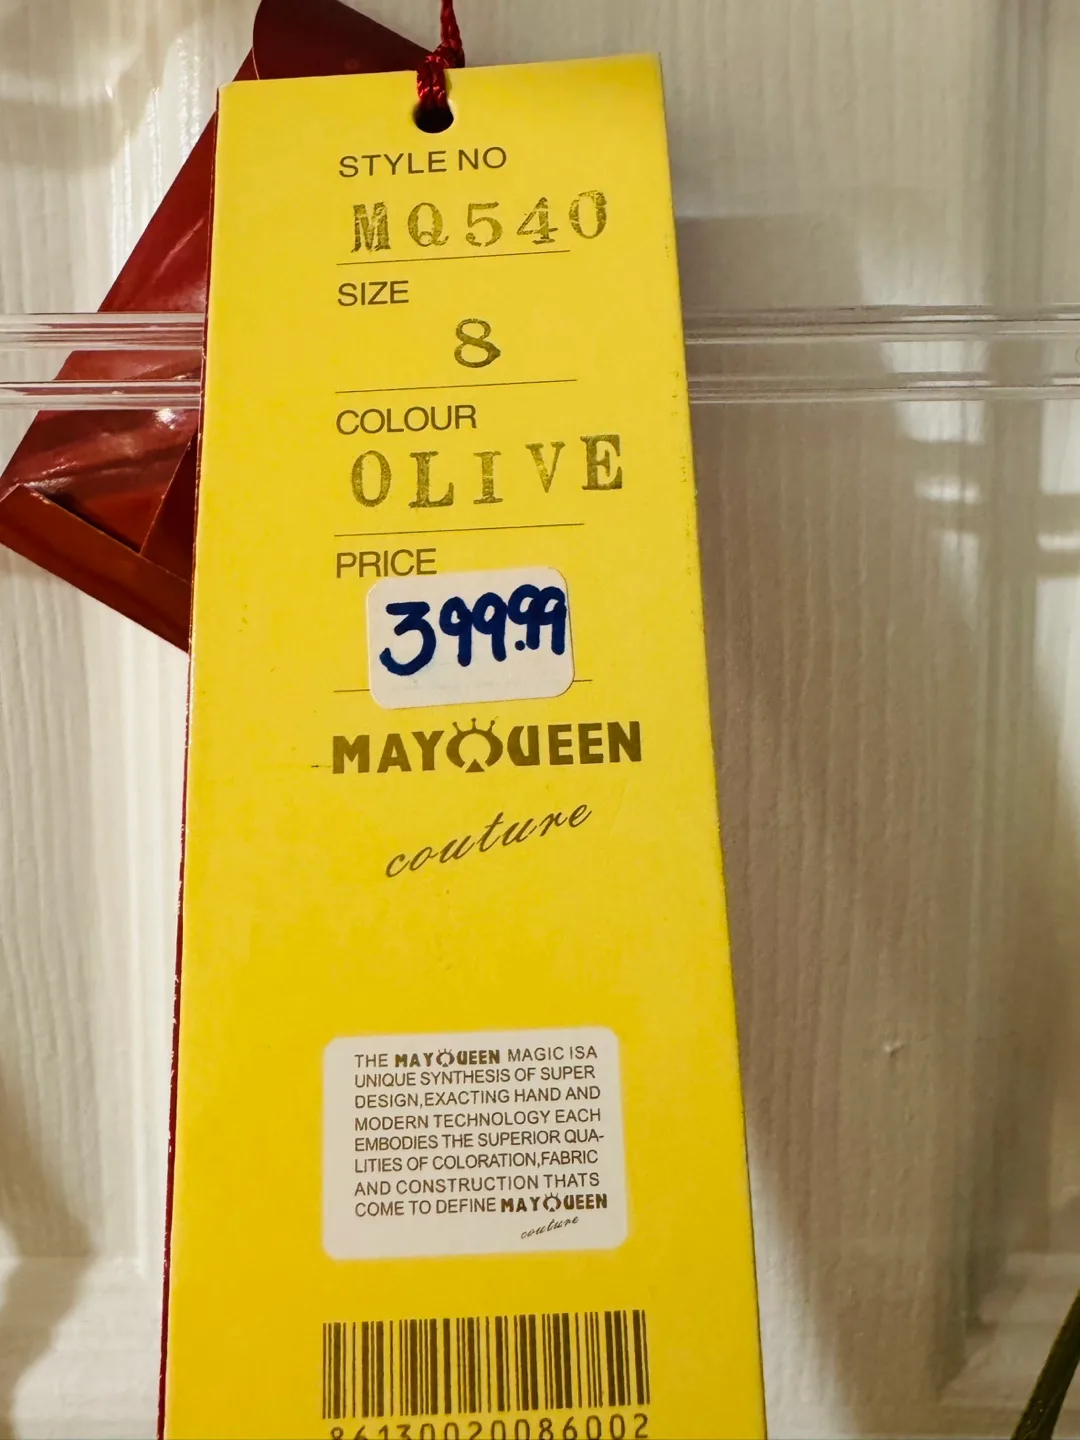 STYLE NO
MQ540
SIZE
8
COLOUR
OLIVE
PRICE
399.99
MAYQUEEN
couture
THE MAYQUEEN MAGIC ISA
UNIQUE SYNTHESIS OF SUPER
DESIGN,EXACTING HAND AND
MODERN TECHNOLOGY EACH
EMBODIES THE SUPERIOR QUA-
LITIES OF COLORATION,FABRIC
AND CONSTRUCTION THATS
COME TO DEFINE MAYQUEEN
couture
86130020086002